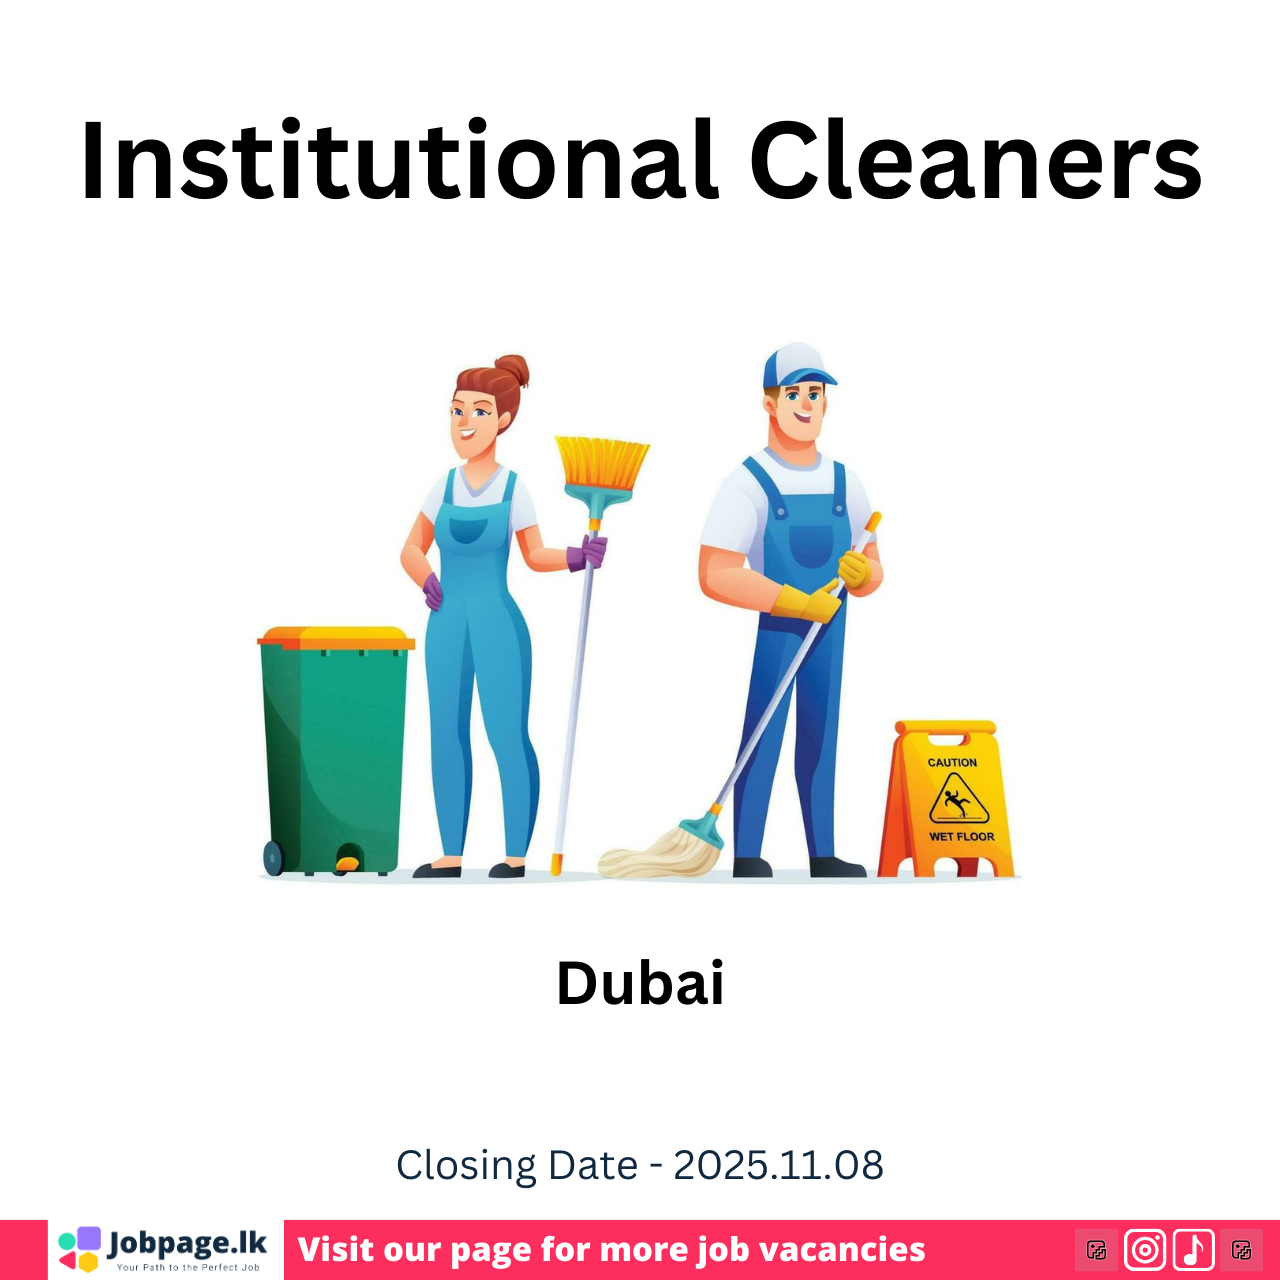 Institutional Cleaners
CAUTION
WET FLOOR
Dubai
Closing Date - 2025.11.08
Jobpage.lk
Your Path to the Perfect Job
Visit our page for more job vacancies